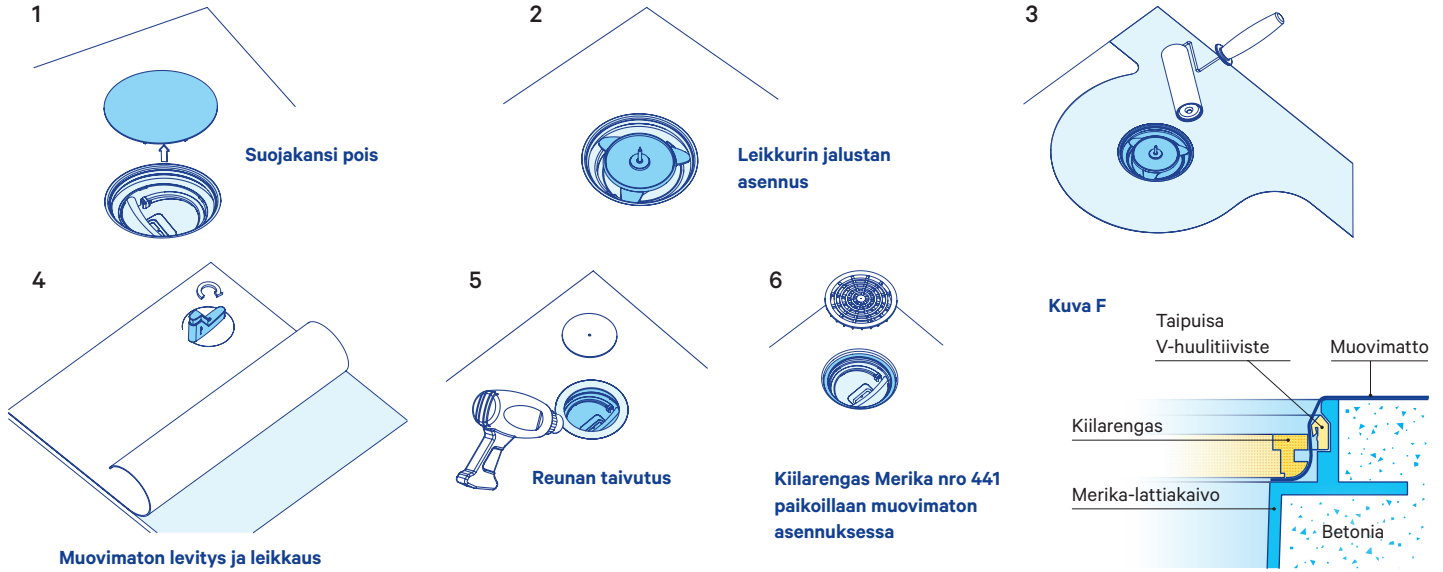 1
Suojakansi pois
2
Leikkurin jalustan
asennus
3
4
Muovimaton levitys ja leikkaus
5
Reunan taivutus
6
Kiilarengas Merika nro 441
paikoillaan muovimaton
asennuksessa
Kuva F
Taipuisa
V-huulitiiviste
Muovimatto
Kiilarengas
Merika-lattiakaivo
Betonia